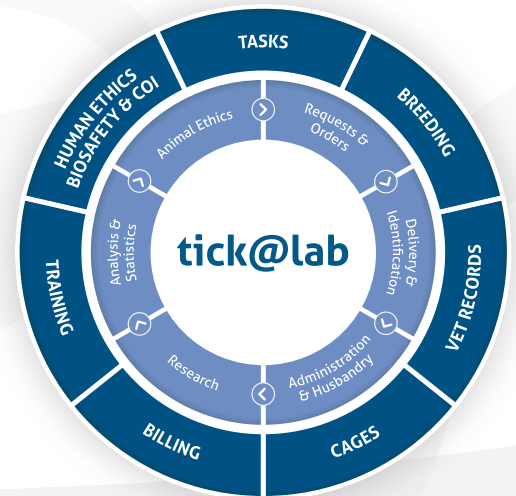 TASKS
BREEDING
VET RECORDS
CAGES
BILLING
TRAINING
HUMAN ETHICS
BIOSAFETY & COI
Animal Ethics
Requests &
Orders
Delivery &
Identification
Administration
& Husbandry
Research
Analysis &
Statistics
tick@lab